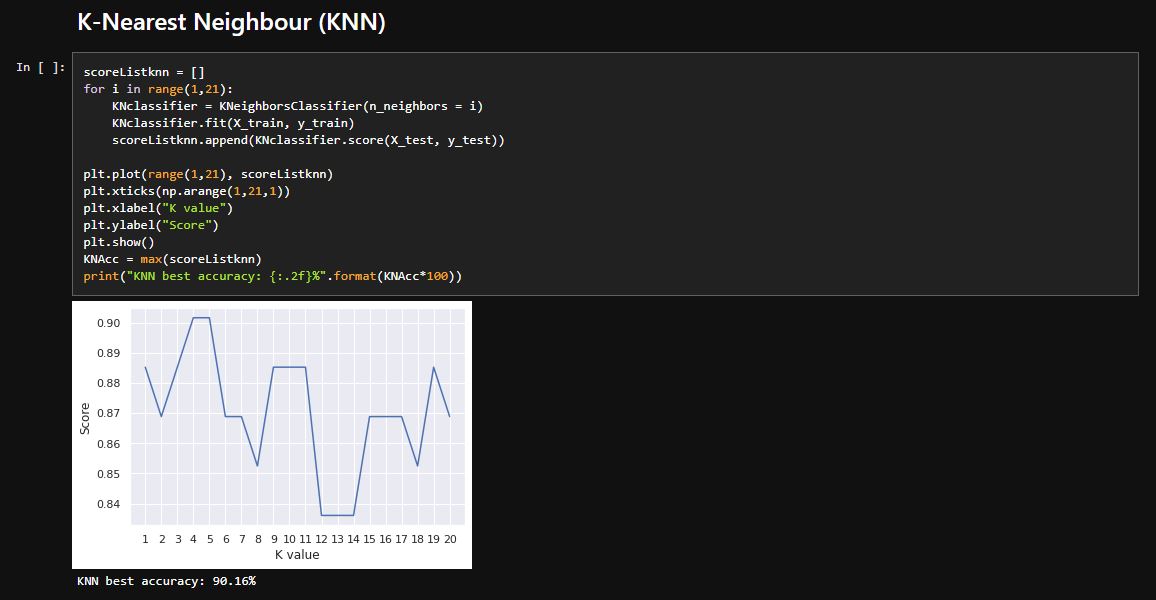 K-Nearest Neighbour (KNN)
In [ ]:
scoreListknn = []
for i in range(1,21):
    KNclassifier = KNeighborsClassifier(n_neighbors = i)
    KNclassifier.fit(X_train, y_train)
    scoreListknn.append(KNclassifier.score(X_test, y_test))
plt.plot(range(1,21), scoreListknn)
plt.xticks(np.arange(1,21,1))
plt.xlabel("K value")
plt.ylabel("Score")
plt.show()
KNAcc = max(scoreListknn)
print("KNN best accuracy: {:.2f}%".format(KNAcc*100))
0.90
0.89
0.88
0.87
0.86
0.85
0.84
Score
1 2 3 4 5 6 7 8 9 10 11 12 13 14 15 16 17 18 19 20
K value
KNN best accuracy: 90.16%